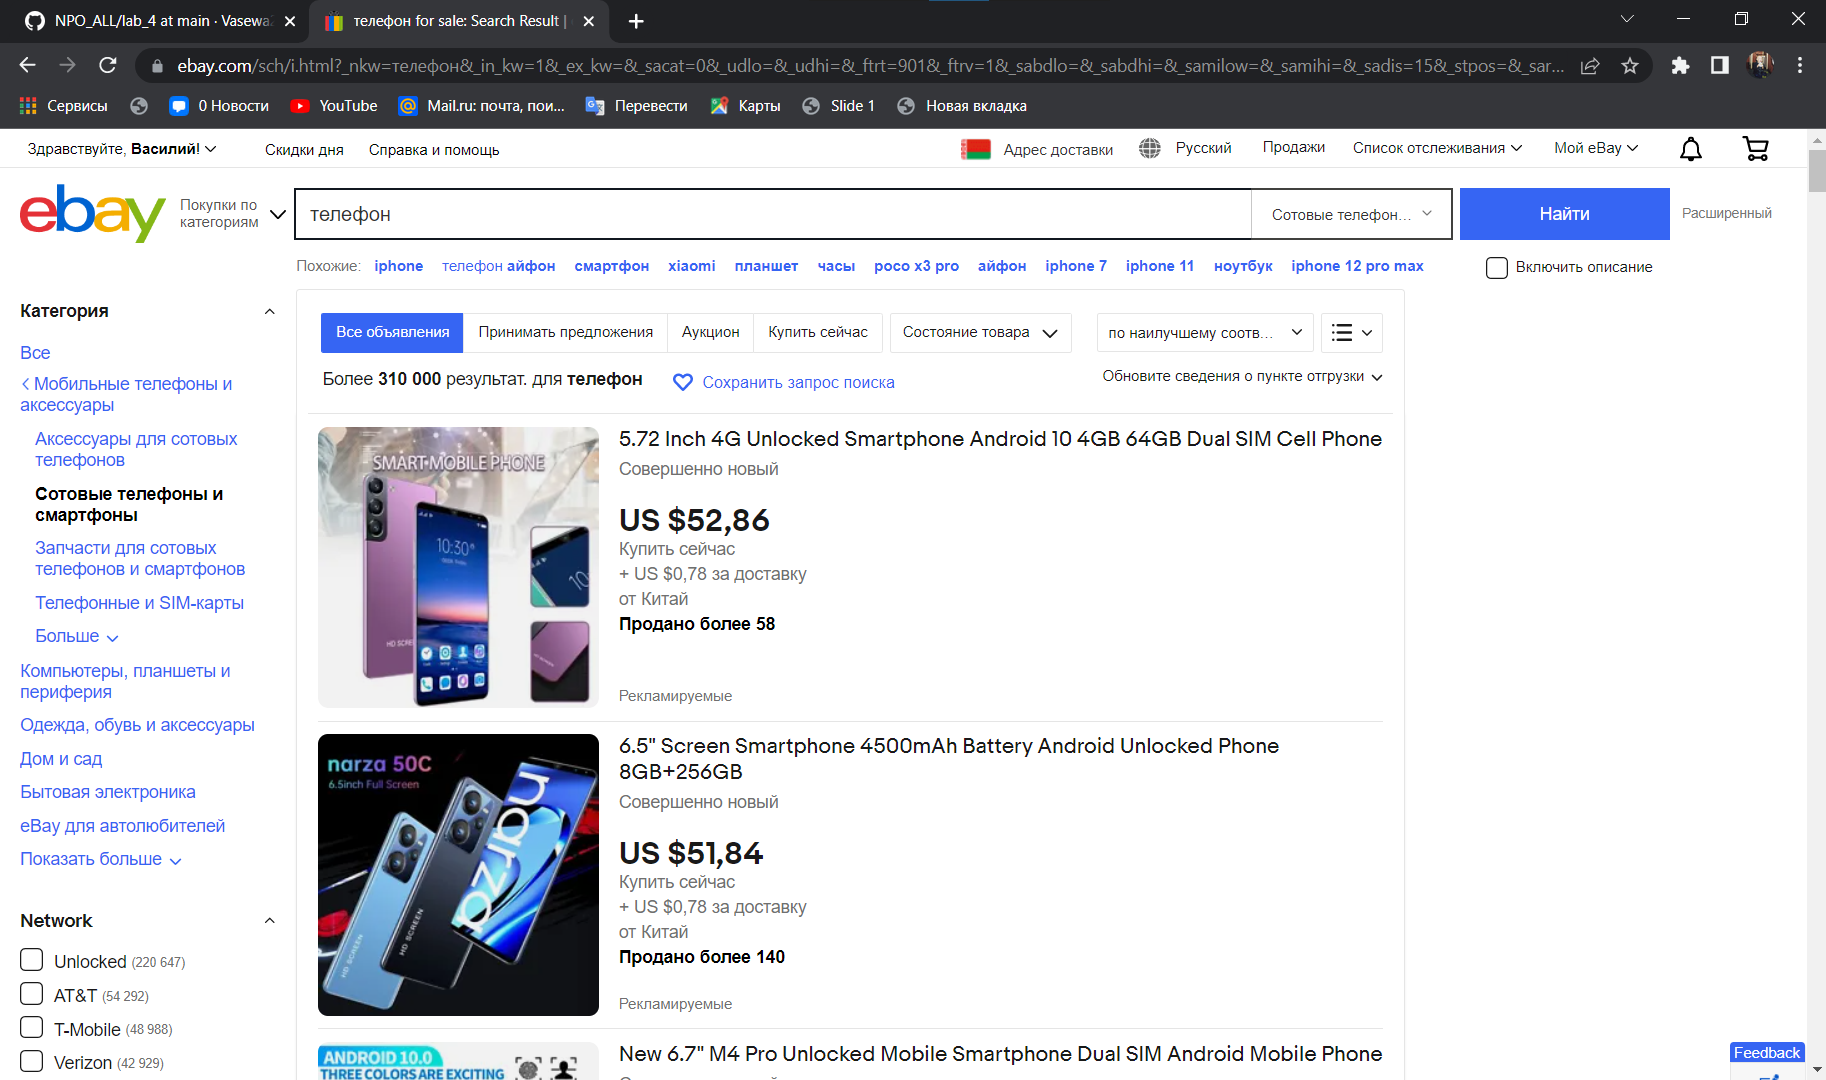 NPO_ALL/lab_4 at main · Vasewa
телефон for sale: Search Result |
ebay.com/sch/i.html?_nkw=телефон&_in_kw=1&_ex_kw=&_sacat=0&_udlo=&_udhi=&_ftrt=901&_ftrv=1&_sabdlo=&_sabdhi=&_samilow=&_samihi=&_sadis=15&_stpos=&_sar...
Сервисы
0 Новости
YouTube
Mail.ru: почта, пои...
Перевести
Карты
Slide 1
Новая вкладка
Здравствуйте, Василий!
Скидки дня
Справка и помощь
Адрес доставки
Русский
Продажи
Список отслеживания
Мой eBay
ebay
Покупки по
категориям
телефон
Сотовые телефон...
Найти
Расширенный
Похожие: iphone телефон айфон смартфон xiaomi планшет часы poco x3 pro айфон iphone 7 iphone 11 ноутбук iphone 12 pro max
Включить описание
Категория
Все
Мобильные телефоны и
аксессуары
Аксессуары для сотовых
телефонов
Сотовые телефоны и
смартфоны
Запчасти для сотовых
телефонов и смартфонов
Телефонные и SIM-карты
Больше
Компьютеры, планшеты и
периферия
Одежда, обувь и аксессуары
Дом и сад
Бытовая электроника
eBay для автолюбителей
Показать больше
Network
Unlocked (220 647)
AT&T (54 292)
T-Mobile (48 988)
Verizon (42 929)
Все объявления
Принимать предложения
Аукцион
Купить сейчас
Состояние товара
по наилучшему соотв...
Более 310 000 результат. для телефон
Сохранить запрос поиска
Обновите сведения о пункте отгрузки
SMART MOBILE PHONE
10:30
HD SCREE
10
5.72 Inch 4G Unlocked Smartphone Android 10 4GB 64GB Dual SIM Cell Phone
Совершенно новый
US $52,86
Купить сейчас
+ US $0,78 за доставку
от Китай
Продано более 58
Рекламируемые
narza 50C
6.5inch Full Screen
narza
HD SCREEN
HD SCREEN
6.5" Screen Smartphone 4500mAh Battery Android Unlocked Phone
8GB+256GB
Совершенно новый
US $51,84
Купить сейчас
+ US $0,78 за доставку
от Китай
Продано более 140
Рекламируемые
ANDROID 10.0
THREE COLORS ARE EXCITING
New 6.7" M4 Pro Unlocked Mobile Smartphone Dual SIM Android Mobile Phone
Feedback